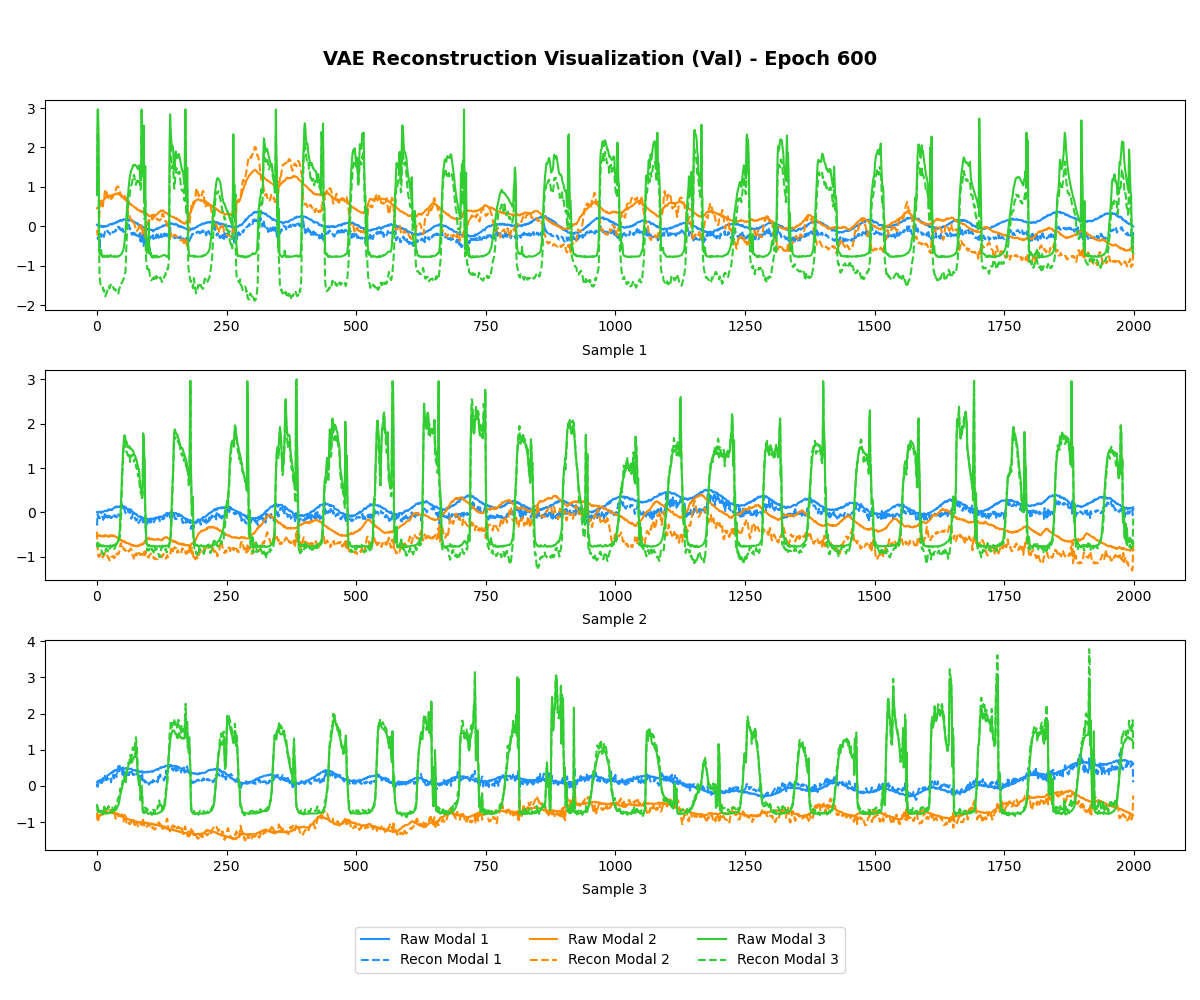 VAE Reconstruction Visualization (Val) - Epoch 600
3
2
1
0
−1
−2
0 250 500 750 1000 1250 1500 1750 2000
Sample 1
3
2
1
0
−1
0 250 500 750 1000 1250 1500 1750 2000
Sample 2
4
3
2
1
0
−1
0 250 500 750 1000 1250 1500 1750 2000
Sample 3
Raw Modal 1 Raw Modal 2 Raw Modal 3
Recon Modal 1 Recon Modal 2 Recon Modal 3